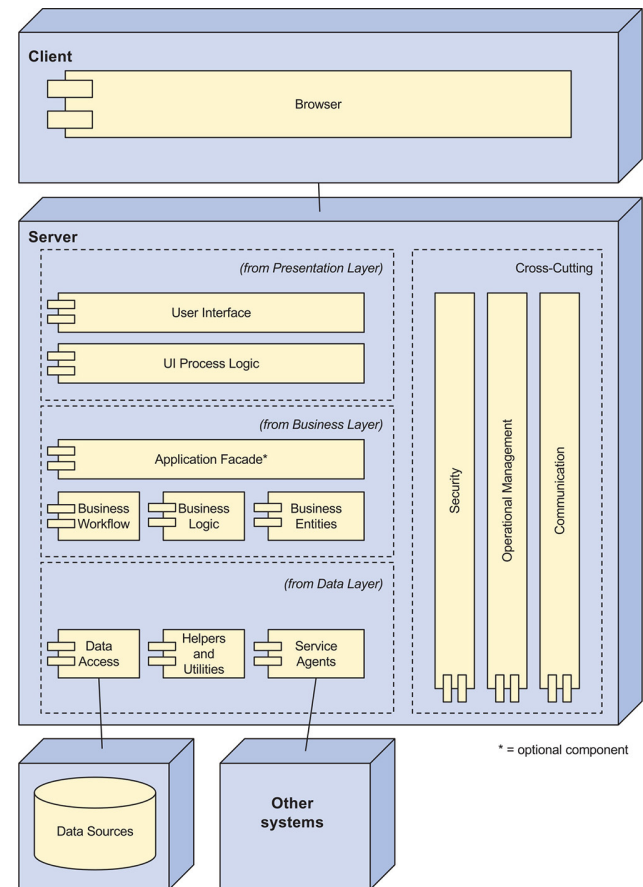 Client
Browser
Server
(from Presentation Layer)
User Interface
UI Process Logic
(from Business Layer)
Application Facade*
Business
Workflow
Business
Logic
Business
Entities
(from Data Layer)
Data
Access
Helpers
and
Utilities
Service
Agents
Cross-Cutting
Security
Operational Management
Communication
* = optional component
Data Sources
Other
systems